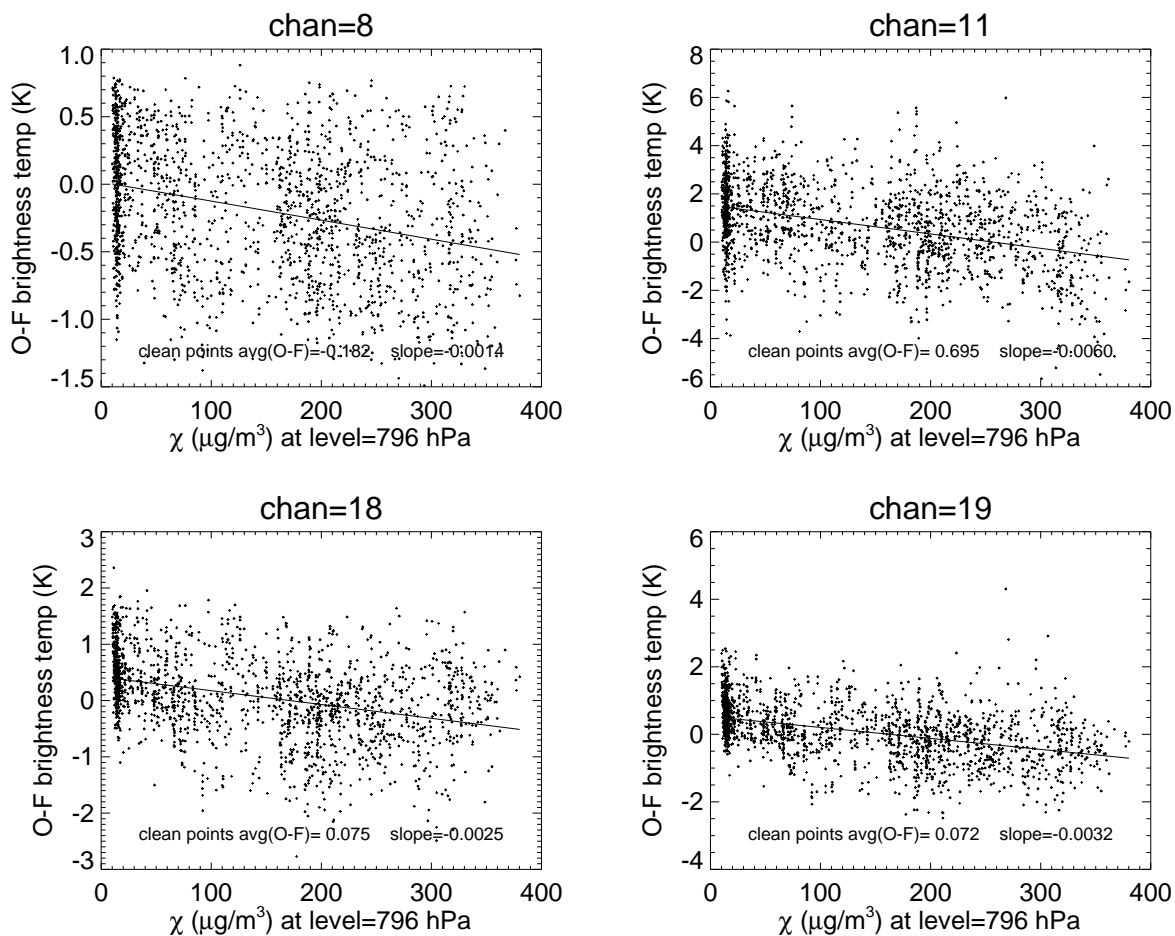 chan=8
1.0
0.5
0.0
-0.5
-1.0
-1.5
O-F brightness temp (K)
clean points avg(O-F)=-0.182 slope=-0.0014
0 100 200 300 400
χ (μg/m³) at level=796 hPa
chan=11
8
6
4
2
0
-2
-4
-6
O-F brightness temp (K)
clean points avg(O-F)= 0.695 slope=-0.0060
0 100 200 300 400
χ (μg/m³) at level=796 hPa
chan=18
3
2
1
0
-1
-2
-3
O-F brightness temp (K)
clean points avg(O-F)= 0.075 slope=-0.0025
0 100 200 300 400
χ (μg/m³) at level=796 hPa
chan=19
6
4
2
0
-2
-4
O-F brightness temp (K)
clean points avg(O-F)= 0.072 slope=-0.0032
0 100 200 300 400
χ (μg/m³) at level=796 hPa